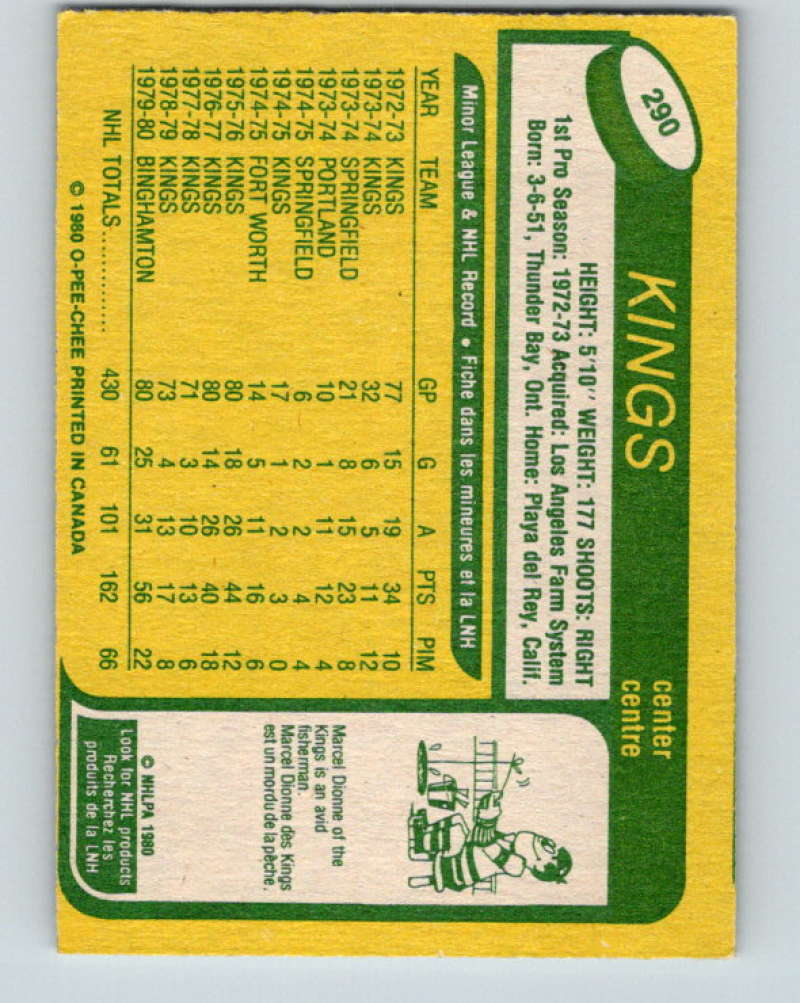 290
KINGS
center
centre
HEIGHT: 5'10" WEIGHT: 177 SHOOTS: RIGHT
1st Pro Season: 1972-73 Acquired: Los Angeles Farm System
Born: 3-6-51, Thunder Bay, Ont. Home: Playa del Rey, Calif.
Minor League & NHL Record • Fiche dans les mineures et la LNH
YEAR TEAM GP G A PTS PIM
1972-73 KINGS 77 15 19 34 10
1973-74 KINGS 32 6 5 11 12
1973-74 SPRINGFIELD 21 8 15 23 8
1973-74 PORTLAND 10 1 11 12 4
1974-75 SPRINGFIELD 6 2 2 4 4
1974-75 KINGS 17 1 2 3 0
1974-75 FORT WORTH 14 5 11 16 6
1975-76 KINGS 80 18 26 44 12
1976-77 KINGS 80 14 26 40 18
1977-78 KINGS 71 3 10 13 6
1978-79 KINGS 73 4 13 17 8
1979-80 BINGHAMTON 80 25 31 56 22
NHL TOTALS ............... 430 61 101 162 66
© 1980 O-PEE-CHEE PRINTED IN CANADA
Marcel Dionne of the
Kings is an avid
fisherman.
Marcel Dionne des Kings
est un mordu de la pêche.
© NHLPA 1980
Look for NHL products
Recherchez les
produits de la LNH